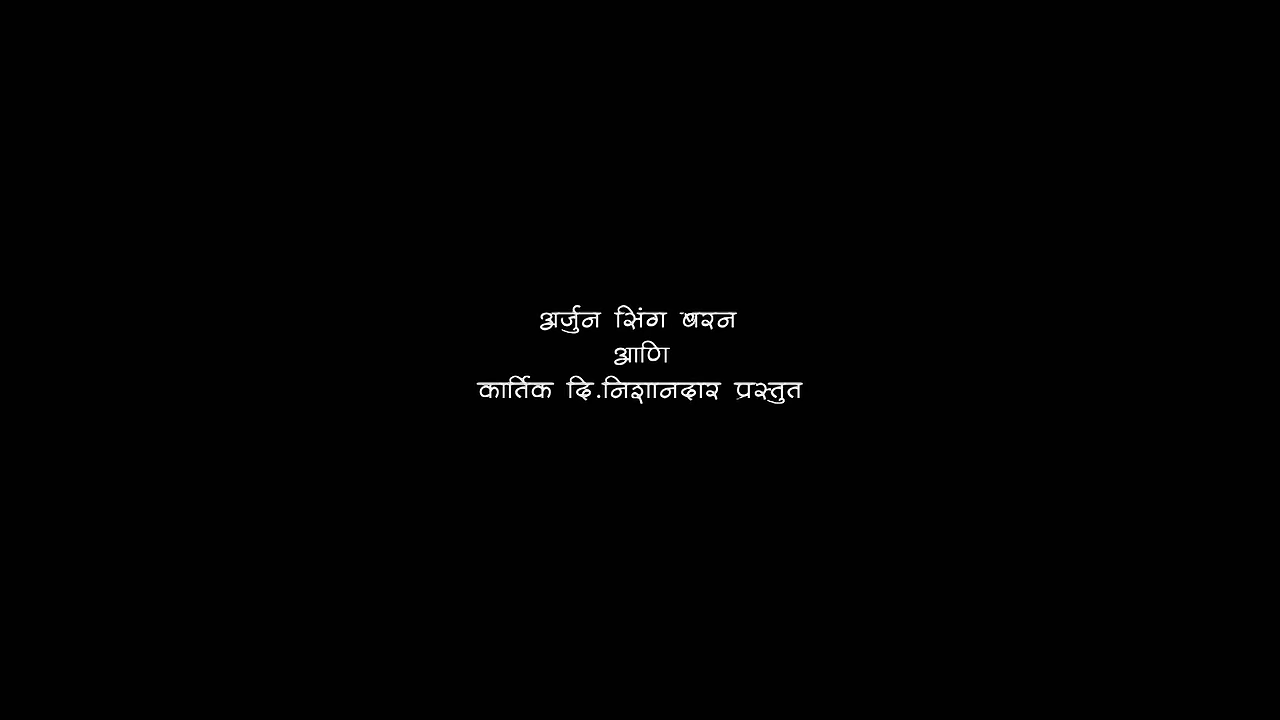 अर्जुन सिंग बरन
आणि
कार्तिक दि.निशानदार प्रस्तुत